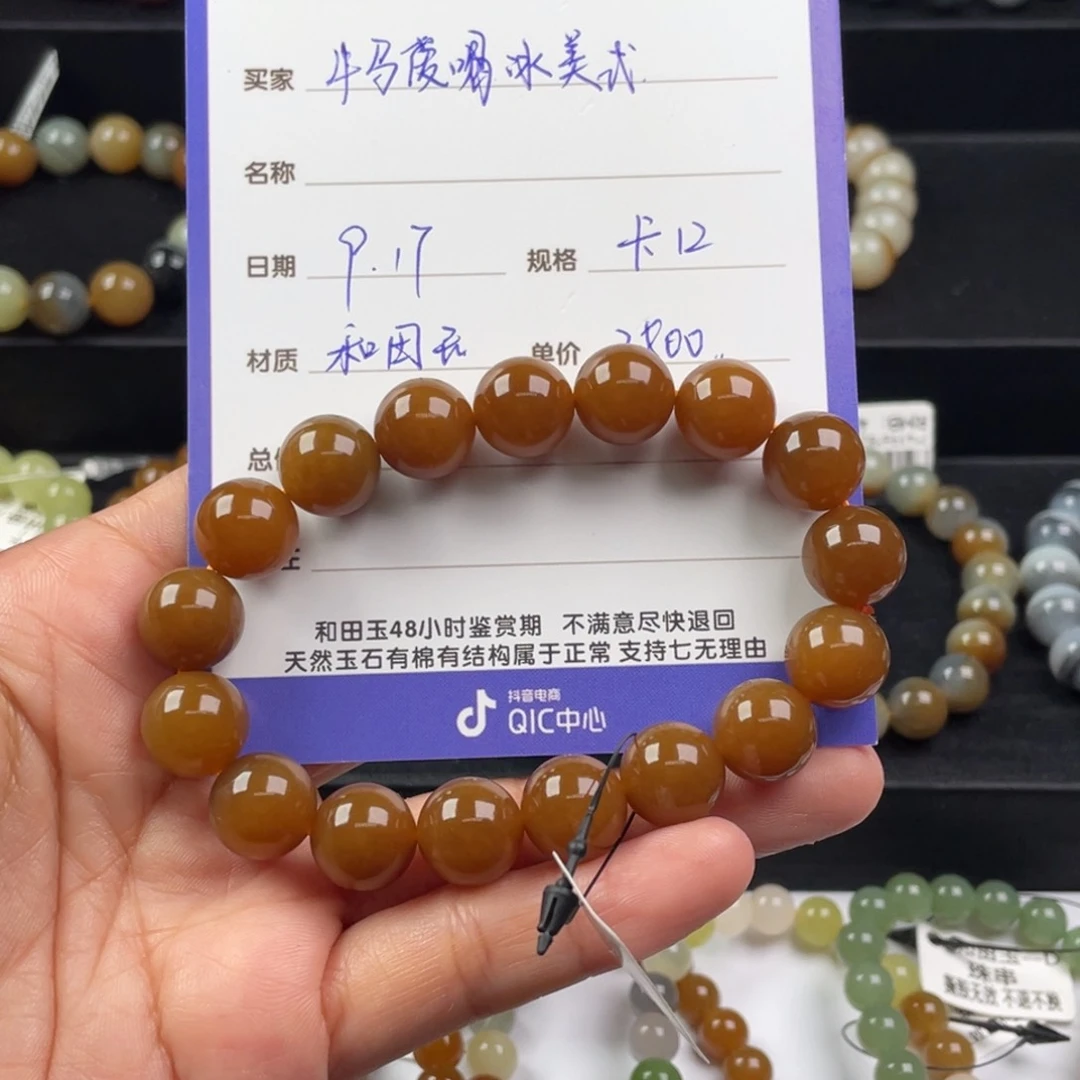 买家 牛马爱喝冰美式
名称
日期 9.17 规格 卡12
材质 和田玉 单价
和田玉48小时鉴赏期 不满意尽快退回
天然玉石有棉有结构属于正常 支持七无理由
抖音电商
QIC中心
珠串